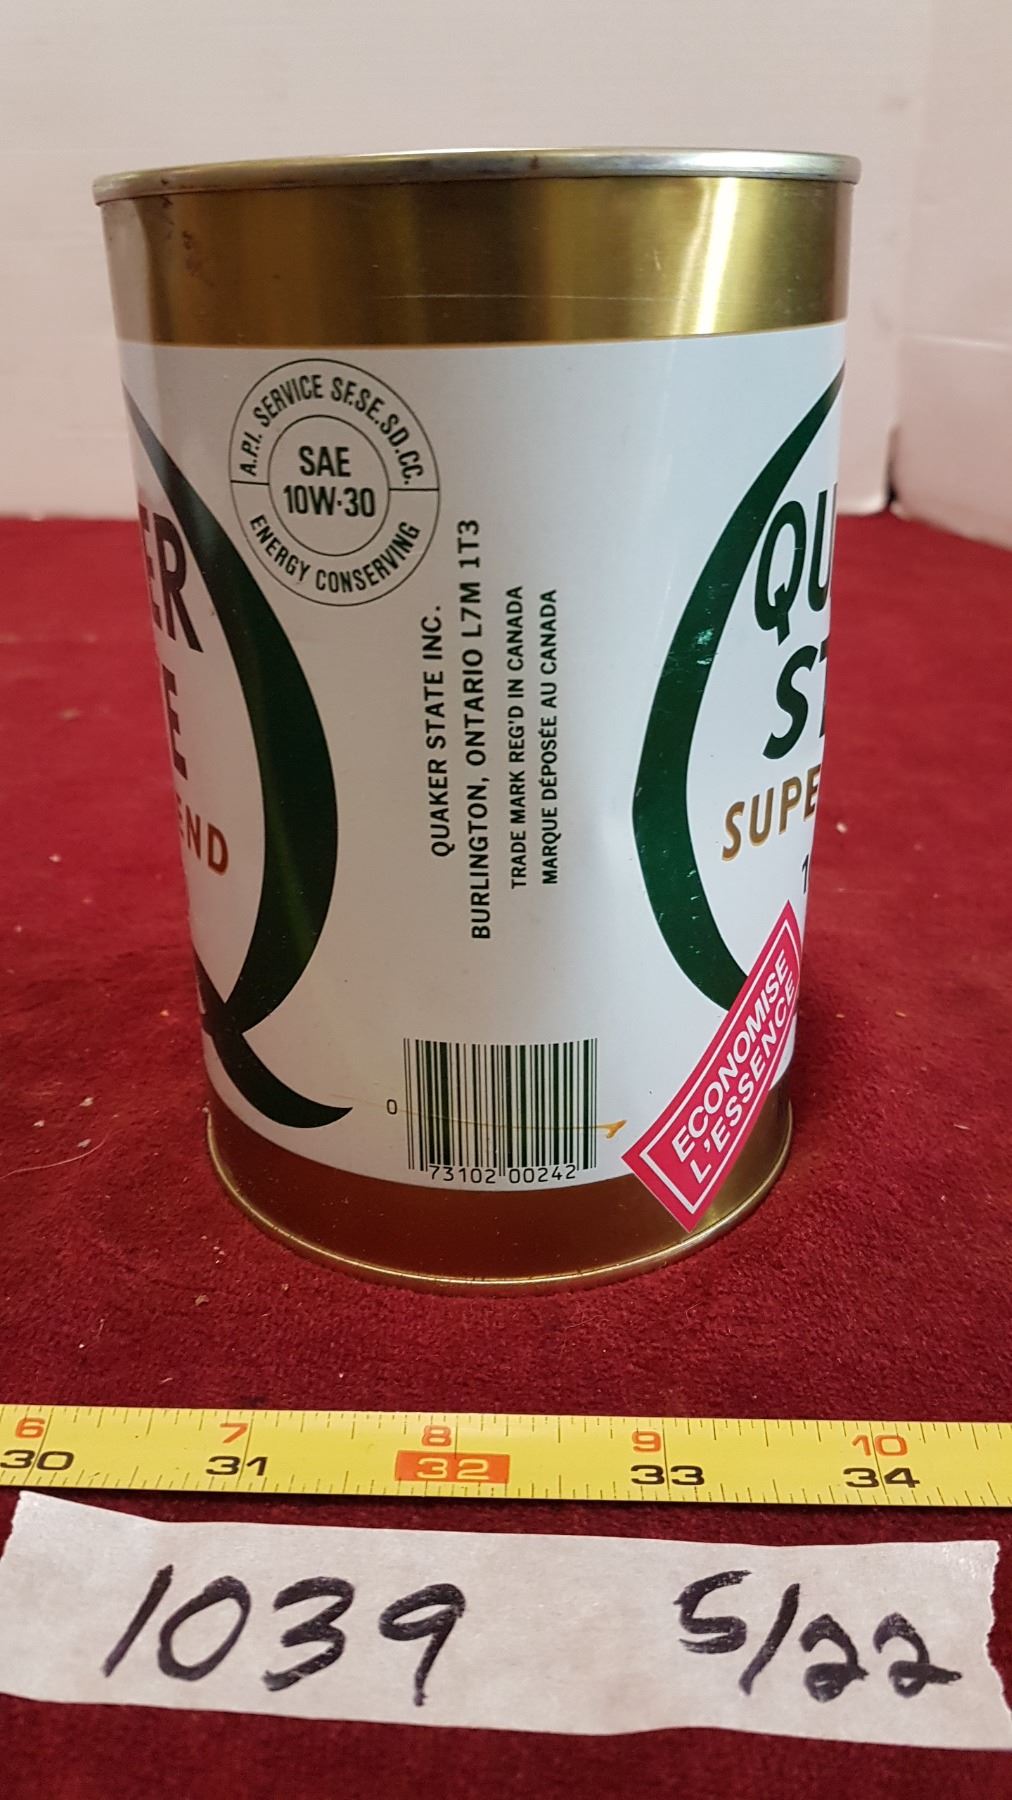 A.P.I. SERVICE SF.SE.SD.CC.
SAE
10W-30
ENERGY CONSERVING
QUAKER STATE INC.
BURLINGTON, ONTARIO L7M 1T3
TRADE MARK REG'D IN CANADA
MARQUE DÉPOSÉE AU CANADA
ER
E
END
QU
ST
SUPE
1
ECONOMISE
L'ESSENCE
0 73102 00242
6 7 8 9 10
30 31 32 33 34
1039 5/22